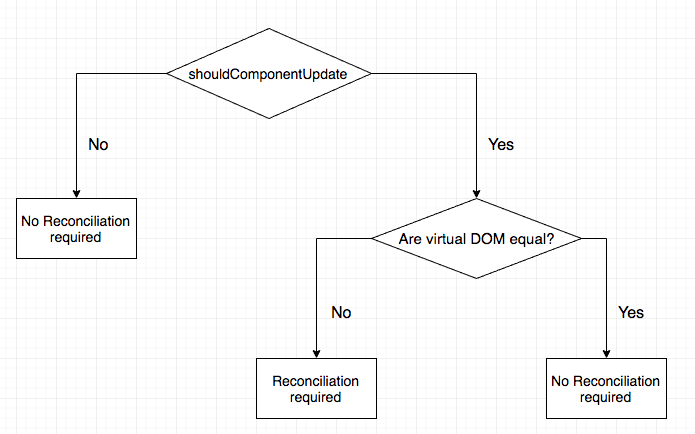 shouldComponentUpdate
No
Yes
No Reconciliation
required
Are virtual DOM equal?
No
Yes
Reconciliation
required
No Reconciliation
required